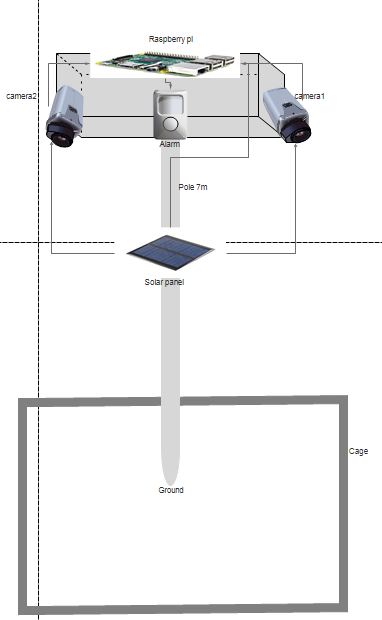 Raspberry pi
camera2
camera1
Alarm
Pole 7m
Solar panel
Cage
Ground